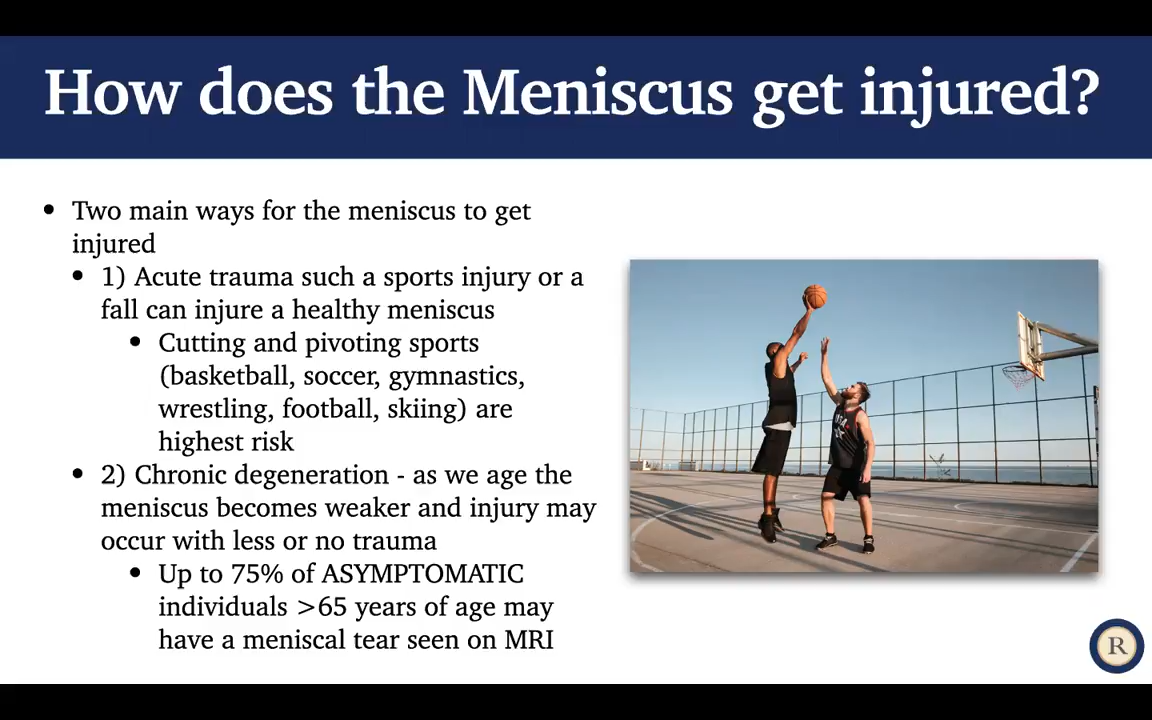 How does the Meniscus get injured?
• Two main ways for the meniscus to get
injured
• 1) Acute trauma such a sports injury or a
fall can injure a healthy meniscus
• Cutting and pivoting sports
(basketball, soccer, gymnastics,
wrestling, football, skiing) are
highest risk
• 2) Chronic degeneration - as we age the
meniscus becomes weaker and injury may
occur with less or no trauma
• Up to 75% of ASYMPTOMATIC
individuals >65 years of age may
have a meniscal tear seen on MRI
R